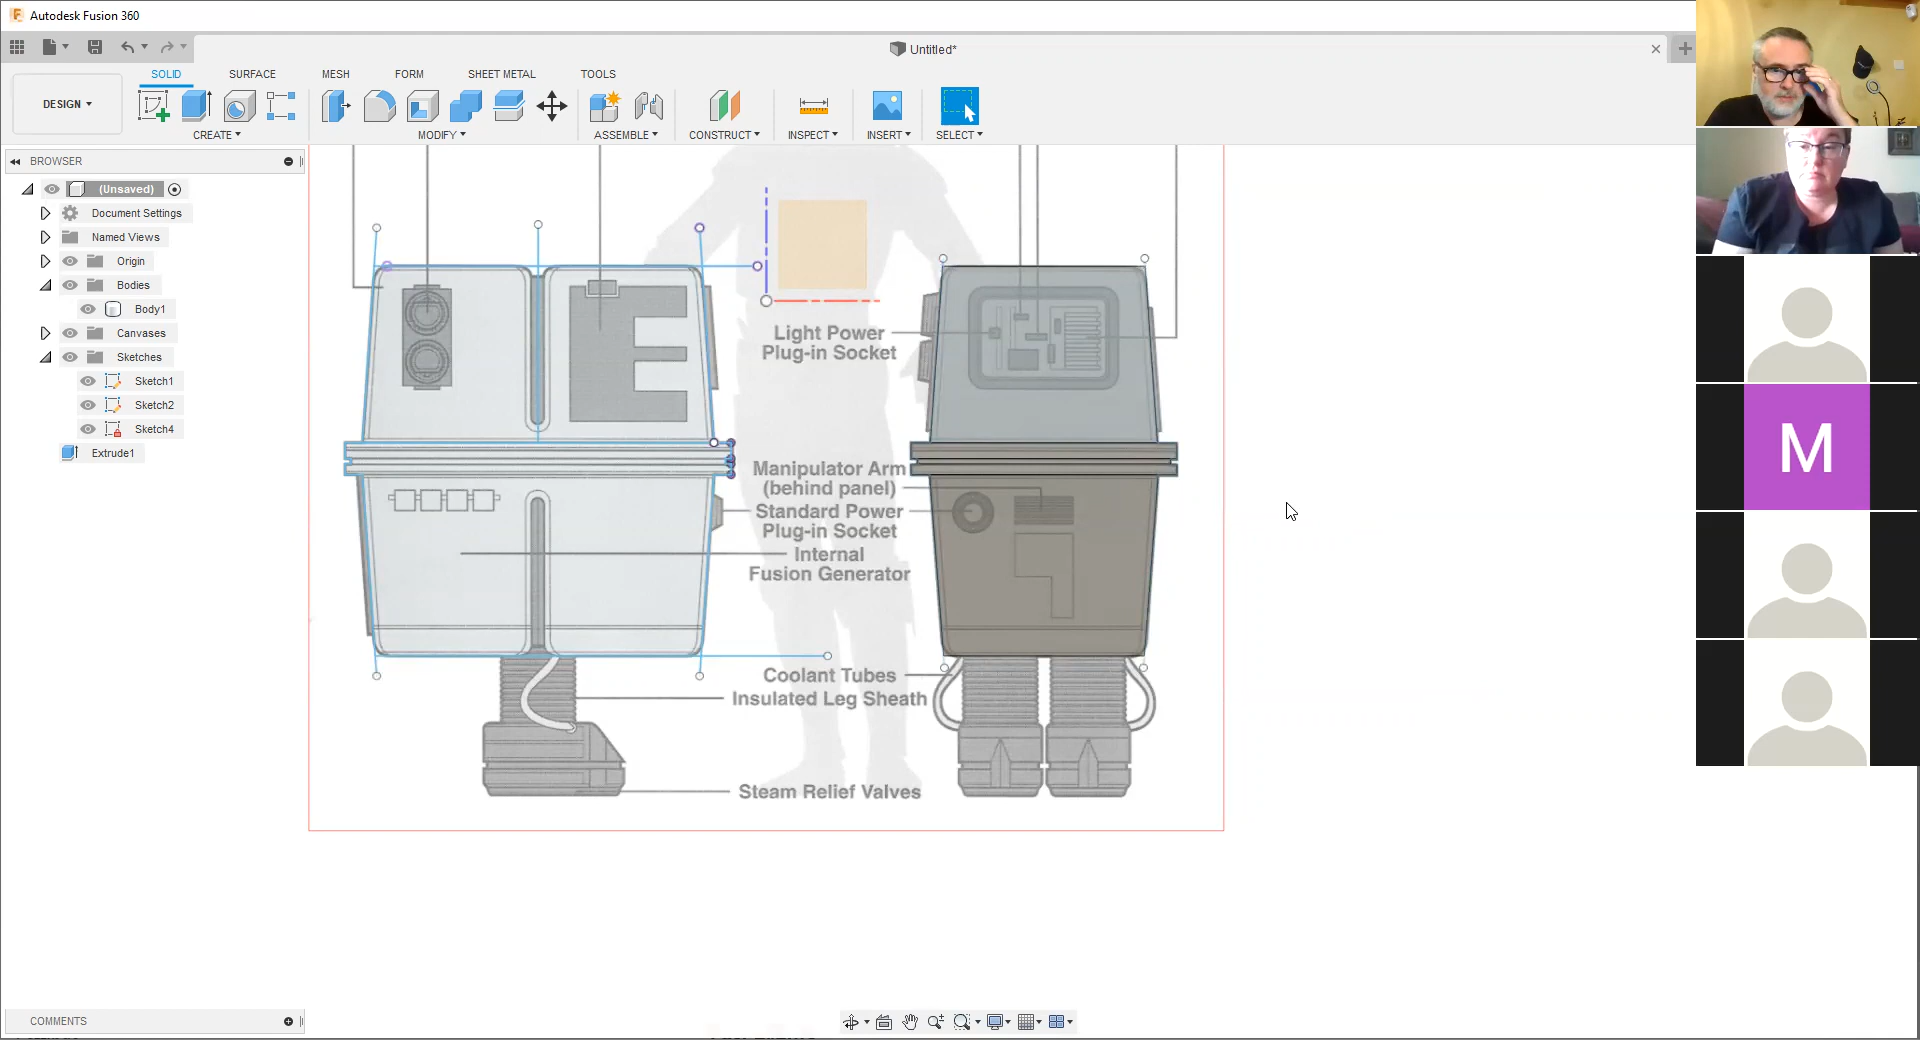 Autodesk Fusion 360
Untitled*
SOLID
SURFACE
MESH
FORM
SHEET METAL
TOOLS
DESIGN
CREATE
MODIFY
ASSEMBLE
CONSTRUCT
INSPECT
INSERT
SELECT
BROWSER
(Unsaved)
Document Settings
Named Views
Origin
Bodies
Body1
Canvases
Sketches
Sketch1
Sketch2
Sketch4
Extrude1
Light Power
Plug-in Socket
Manipulator Arm
(behind panel)
Standard Power
Plug-in Socket
Internal
Fusion Generator
Coolant Tubes
Insulated Leg Sheath
Steam Relief Valves
M
COMMENTS